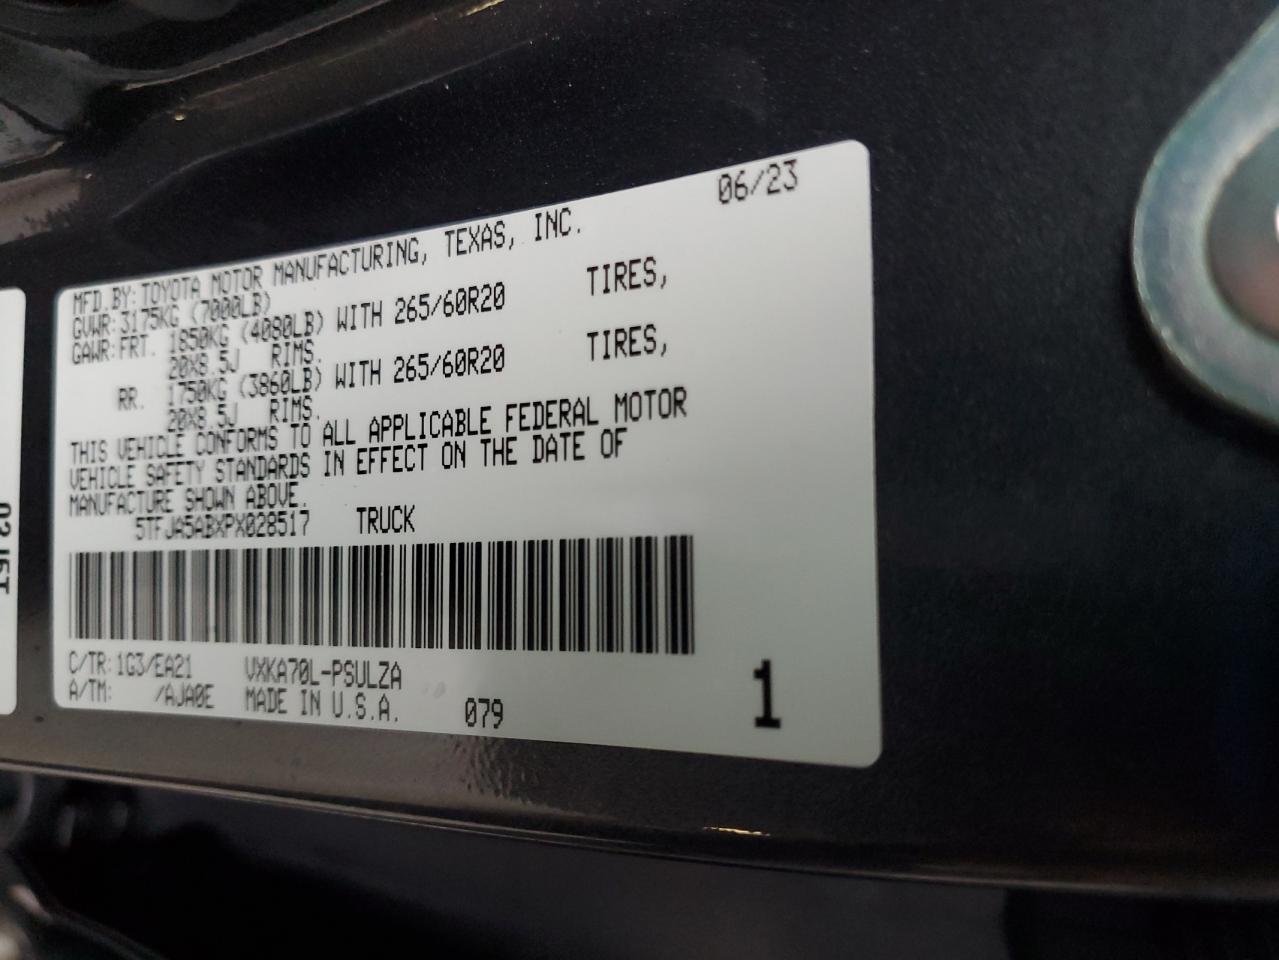 06/23
MFD.BY: TOYOTA MOTOR MANUFACTURING, TEXAS, INC.
GVWR: 3175KG (7000LB)
GAWR: FRT. 1850KG (4080LB) WITH 265/60R20 TIRES,
20X8.5J RIMS.
RR. 1750KG (3860LB) WITH 265/60R20 TIRES,
20X8.5J RIMS.
THIS VEHICLE CONFORMS TO ALL APPLICABLE FEDERAL MOTOR
VEHICLE SAFETY STANDARDS IN EFFECT ON THE DATE OF
MANUFACTURE SHOWN ABOVE.
5TFJA5ABXPX028517 TRUCK
C/TR: 1G3/EA21 VXKA70L-PSULZA
A/TM: /AJA0E MADE IN U.S.A. 079 1